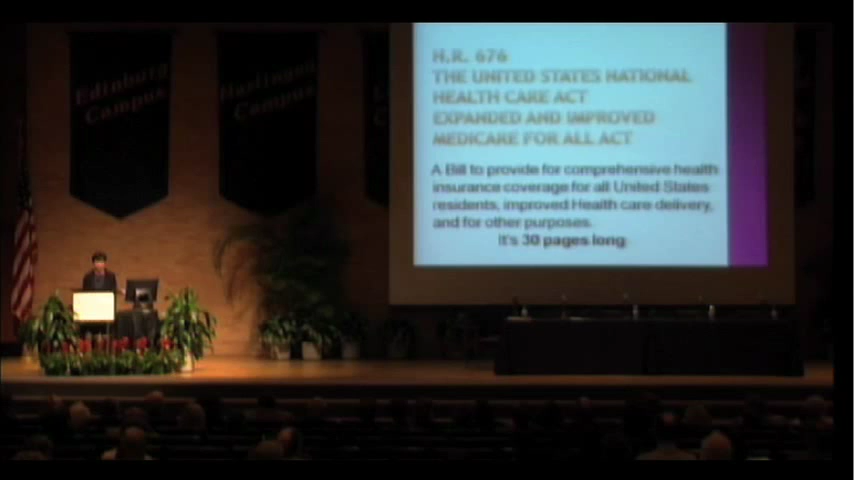 Edinburg
Campus
Harlingen
Campus
H.R. 676
THE UNITED STATES NATIONAL
HEALTH CARE ACT
EXPANDED AND IMPROVED
MEDICARE FOR ALL ACT
A Bill to provide for comprehensive health
insurance coverage for all United States
residents, improved Health care delivery,
and for other purposes.
It's 30 pages long